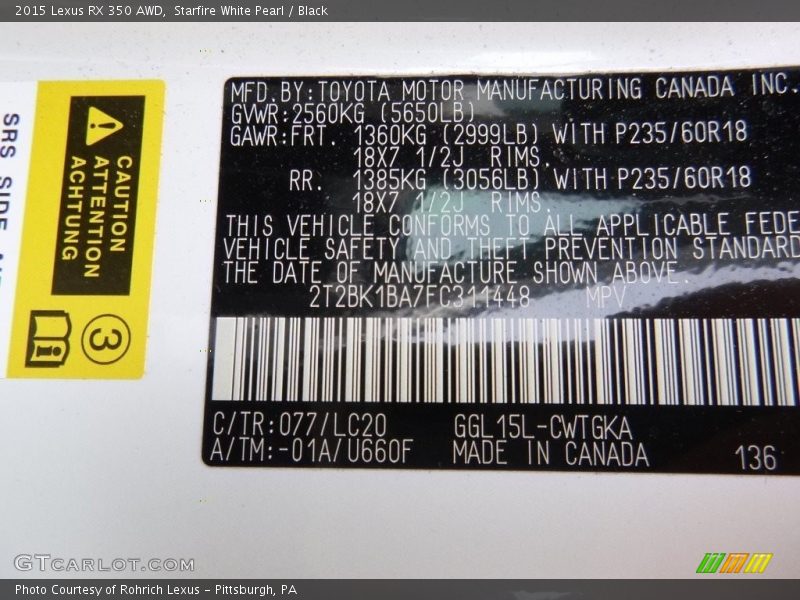 2015 Lexus RX 350 AWD, Starfire White Pearl / Black
SRS SIDE
CAUTION
ATTENTION
ACHTUNG
3
MFD.BY:TOYOTA MOTOR MANUFACTURING CANADA INC.
GVWR:2560KG (5650LB)
GAWR:FRT. 1360KG (2999LB) WITH P235/60R18
18X7 1/2J RIMS.
RR. 1385KG (3056LB) WITH P235/60R18
18X7 1/2J RIMS
THIS VEHICLE CONFORMS TO ALL APPLICABLE FEDE
VEHICLE SAFETY AND THEFT PREVENTION STANDARD
THE DATE OF MANUFACTURE SHOWN ABOVE.
2T2BK1BA7FC311448 MPV
C/TR:077/LC20 GGL15L-CWTGKA
A/TM:-01A/U660F MADE IN CANADA 136
GTCARLOT.COM
Photo Courtesy of Rohrich Lexus – Pittsburgh, PA